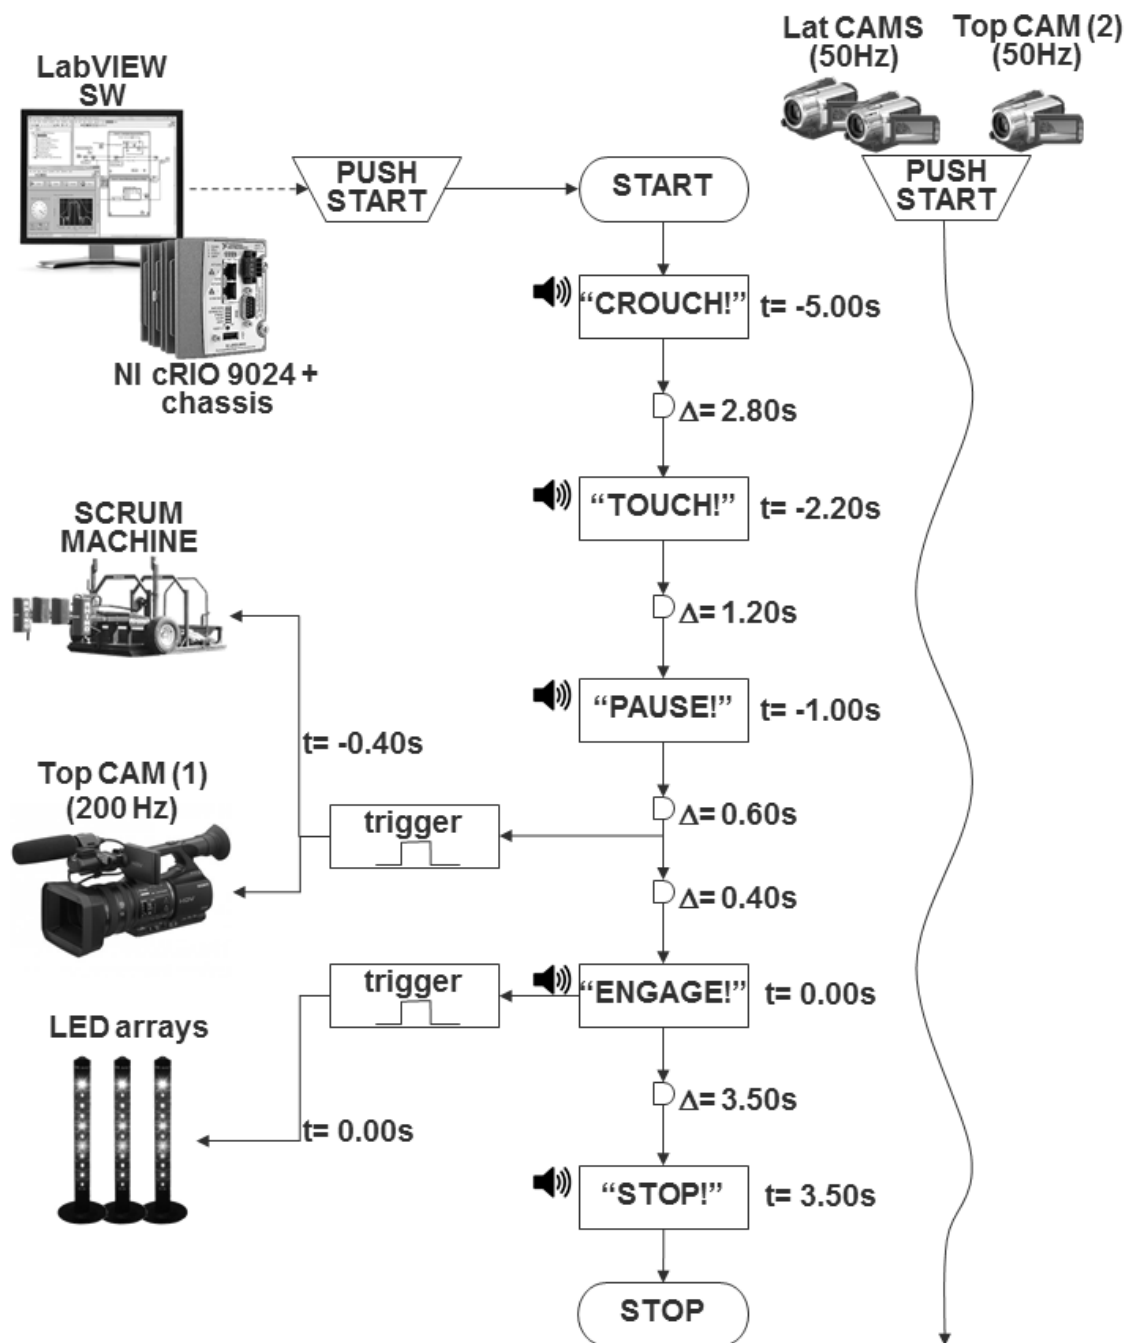 LabVIEW
SW
Lat CAMS
(50Hz)
Top CAM (2)
(50Hz)
PUSH
START
START
PUSH
START
NI cRIO 9024 +
chassis
“CROUCH!”
t= -5.00s
Δ= 2.80s
“TOUCH!”
t= -2.20s
SCRUM
MACHINE
Δ= 1.20s
“PAUSE!”
t= -1.00s
t= -0.40s
Top CAM (1)
(200 Hz)
trigger
Δ= 0.60s
Δ= 0.40s
trigger
“ENGAGE!”
t= 0.00s
LED arrays
t= 0.00s
Δ= 3.50s
“STOP!”
t= 3.50s
STOP